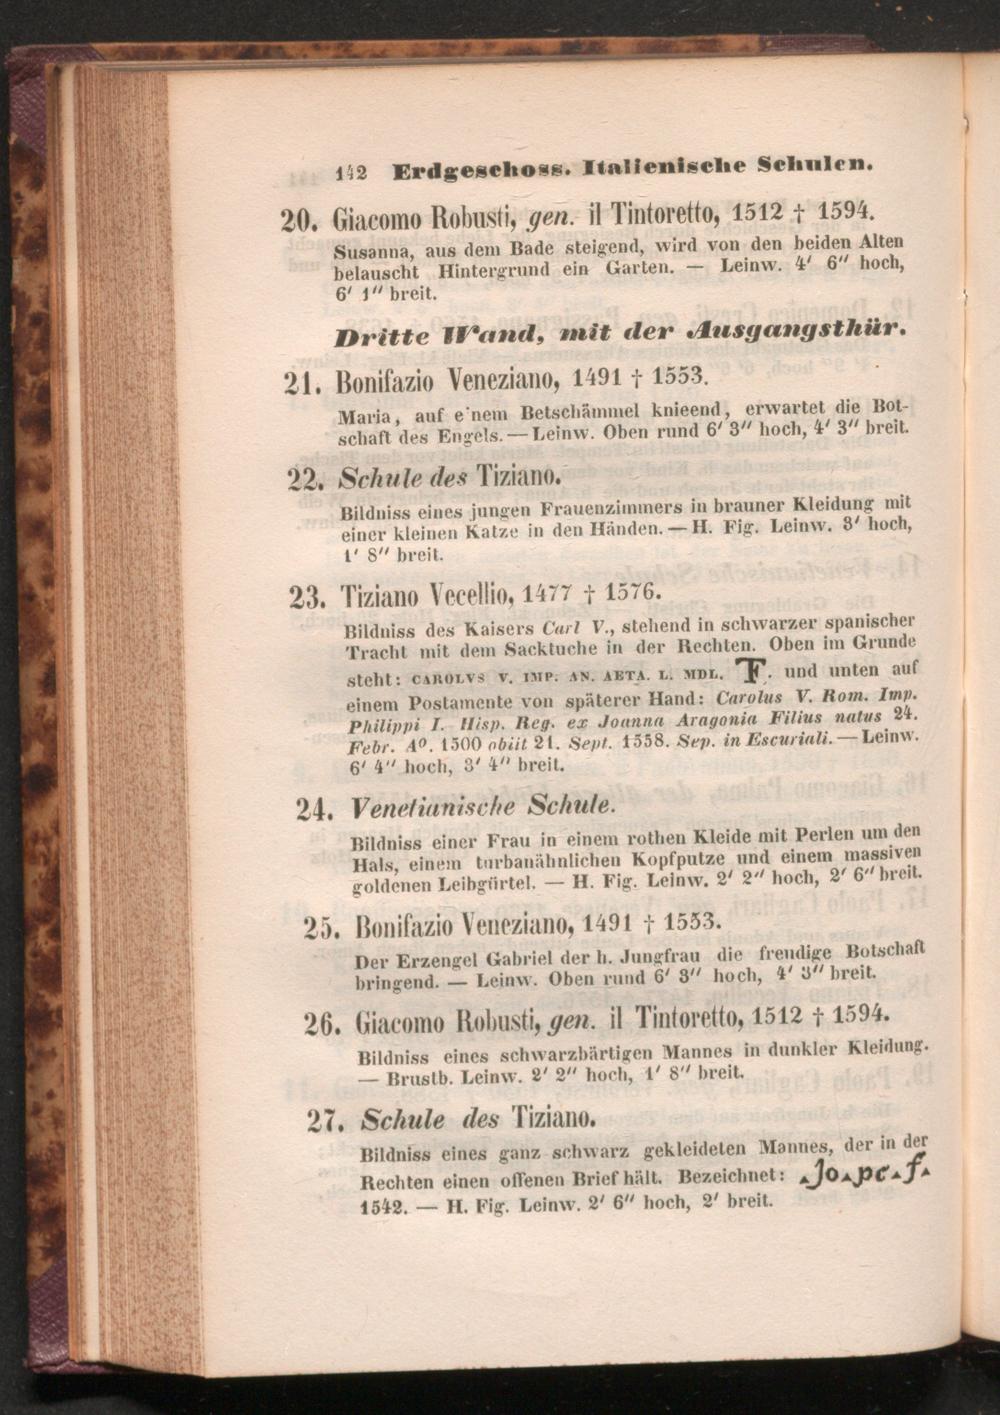 142 Erdgeschoss. Italienische Schulen.
20. Giacomo Robusti, gen. il Tintoretto, 1512 † 1594.
Susanna, aus dem Bade steigend, wird von den beiden Alten
belauscht Hintergrund ein Garten. — Leinw. 4′ 6″ hoch,
6′ 1″ breit.
Dritte Wand, mit der Ausgangsthür.
21. Bonifazio Veneziano, 1491 † 1553.
Maria, auf e'nem Betschämmel knieend, erwartet die Bot-
schaft des Engels. — Leinw. Oben rund 6′ 3″ hoch, 4′ 3″ breit.
22. Schule des Tiziano.
Bildniss eines jungen Frauenzimmers in brauner Kleidung mit
einer kleinen Katze in den Händen. — H. Fig. Leinw. 3′ hoch,
1′ 8″ breit.
23. Tiziano Vecellio, 1477 † 1576.
Bildniss des Kaisers Carl V., stehend in schwarzer spanischer
Tracht mit dem Sacktuche in der Rechten. Oben im Grunde
steht: CAROLVS V. IMP. AN. AETA. L. MDL. TF. und unten auf
einem Postamente von späterer Hand: Carolus V. Rom. Imp.
Philippi I. Hisp. Reg. ex Joanna Aragonia Filius natus 24.
Febr. A⁰. 1500 obiit 21. Sept. 1558. Sep. in Escuriali. — Leinw.
6′ 4″ hoch, 3′ 4″ breit.
24. Venetianische Schule.
Bildniss einer Frau in einem rothen Kleide mit Perlen um den
Hals, einem turbanähnlichen Kopfputze und einem massiven
goldenen Leibgürtel. — H. Fig. Leinw. 2′ 2″ hoch, 2′ 6″ breit.
25. Bonifazio Veneziano, 1491 † 1553.
Der Erzengel Gabriel der h. Jungfrau die freudige Botschaft
bringend. — Leinw. Oben rund 6′ 3″ hoch, 4′ 3″ breit.
26. Giacomo Robusti, gen. il Tintoretto, 1512 † 1594.
Bildniss eines schwarzbärtigen Mannes in dunkler Kleidung.
— Brustb. Leinw. 2′ 2″ hoch, 1′ 8″ breit.
27. Schule des Tiziano.
Bildniss eines ganz schwarz gekleideten Mannes, der in der
Rechten einen offenen Brief hält. Bezeichnet: ▴Jo▴pc▴f▴
1542. — H. Fig. Leinw. 2′ 6″ hoch, 2′ breit.